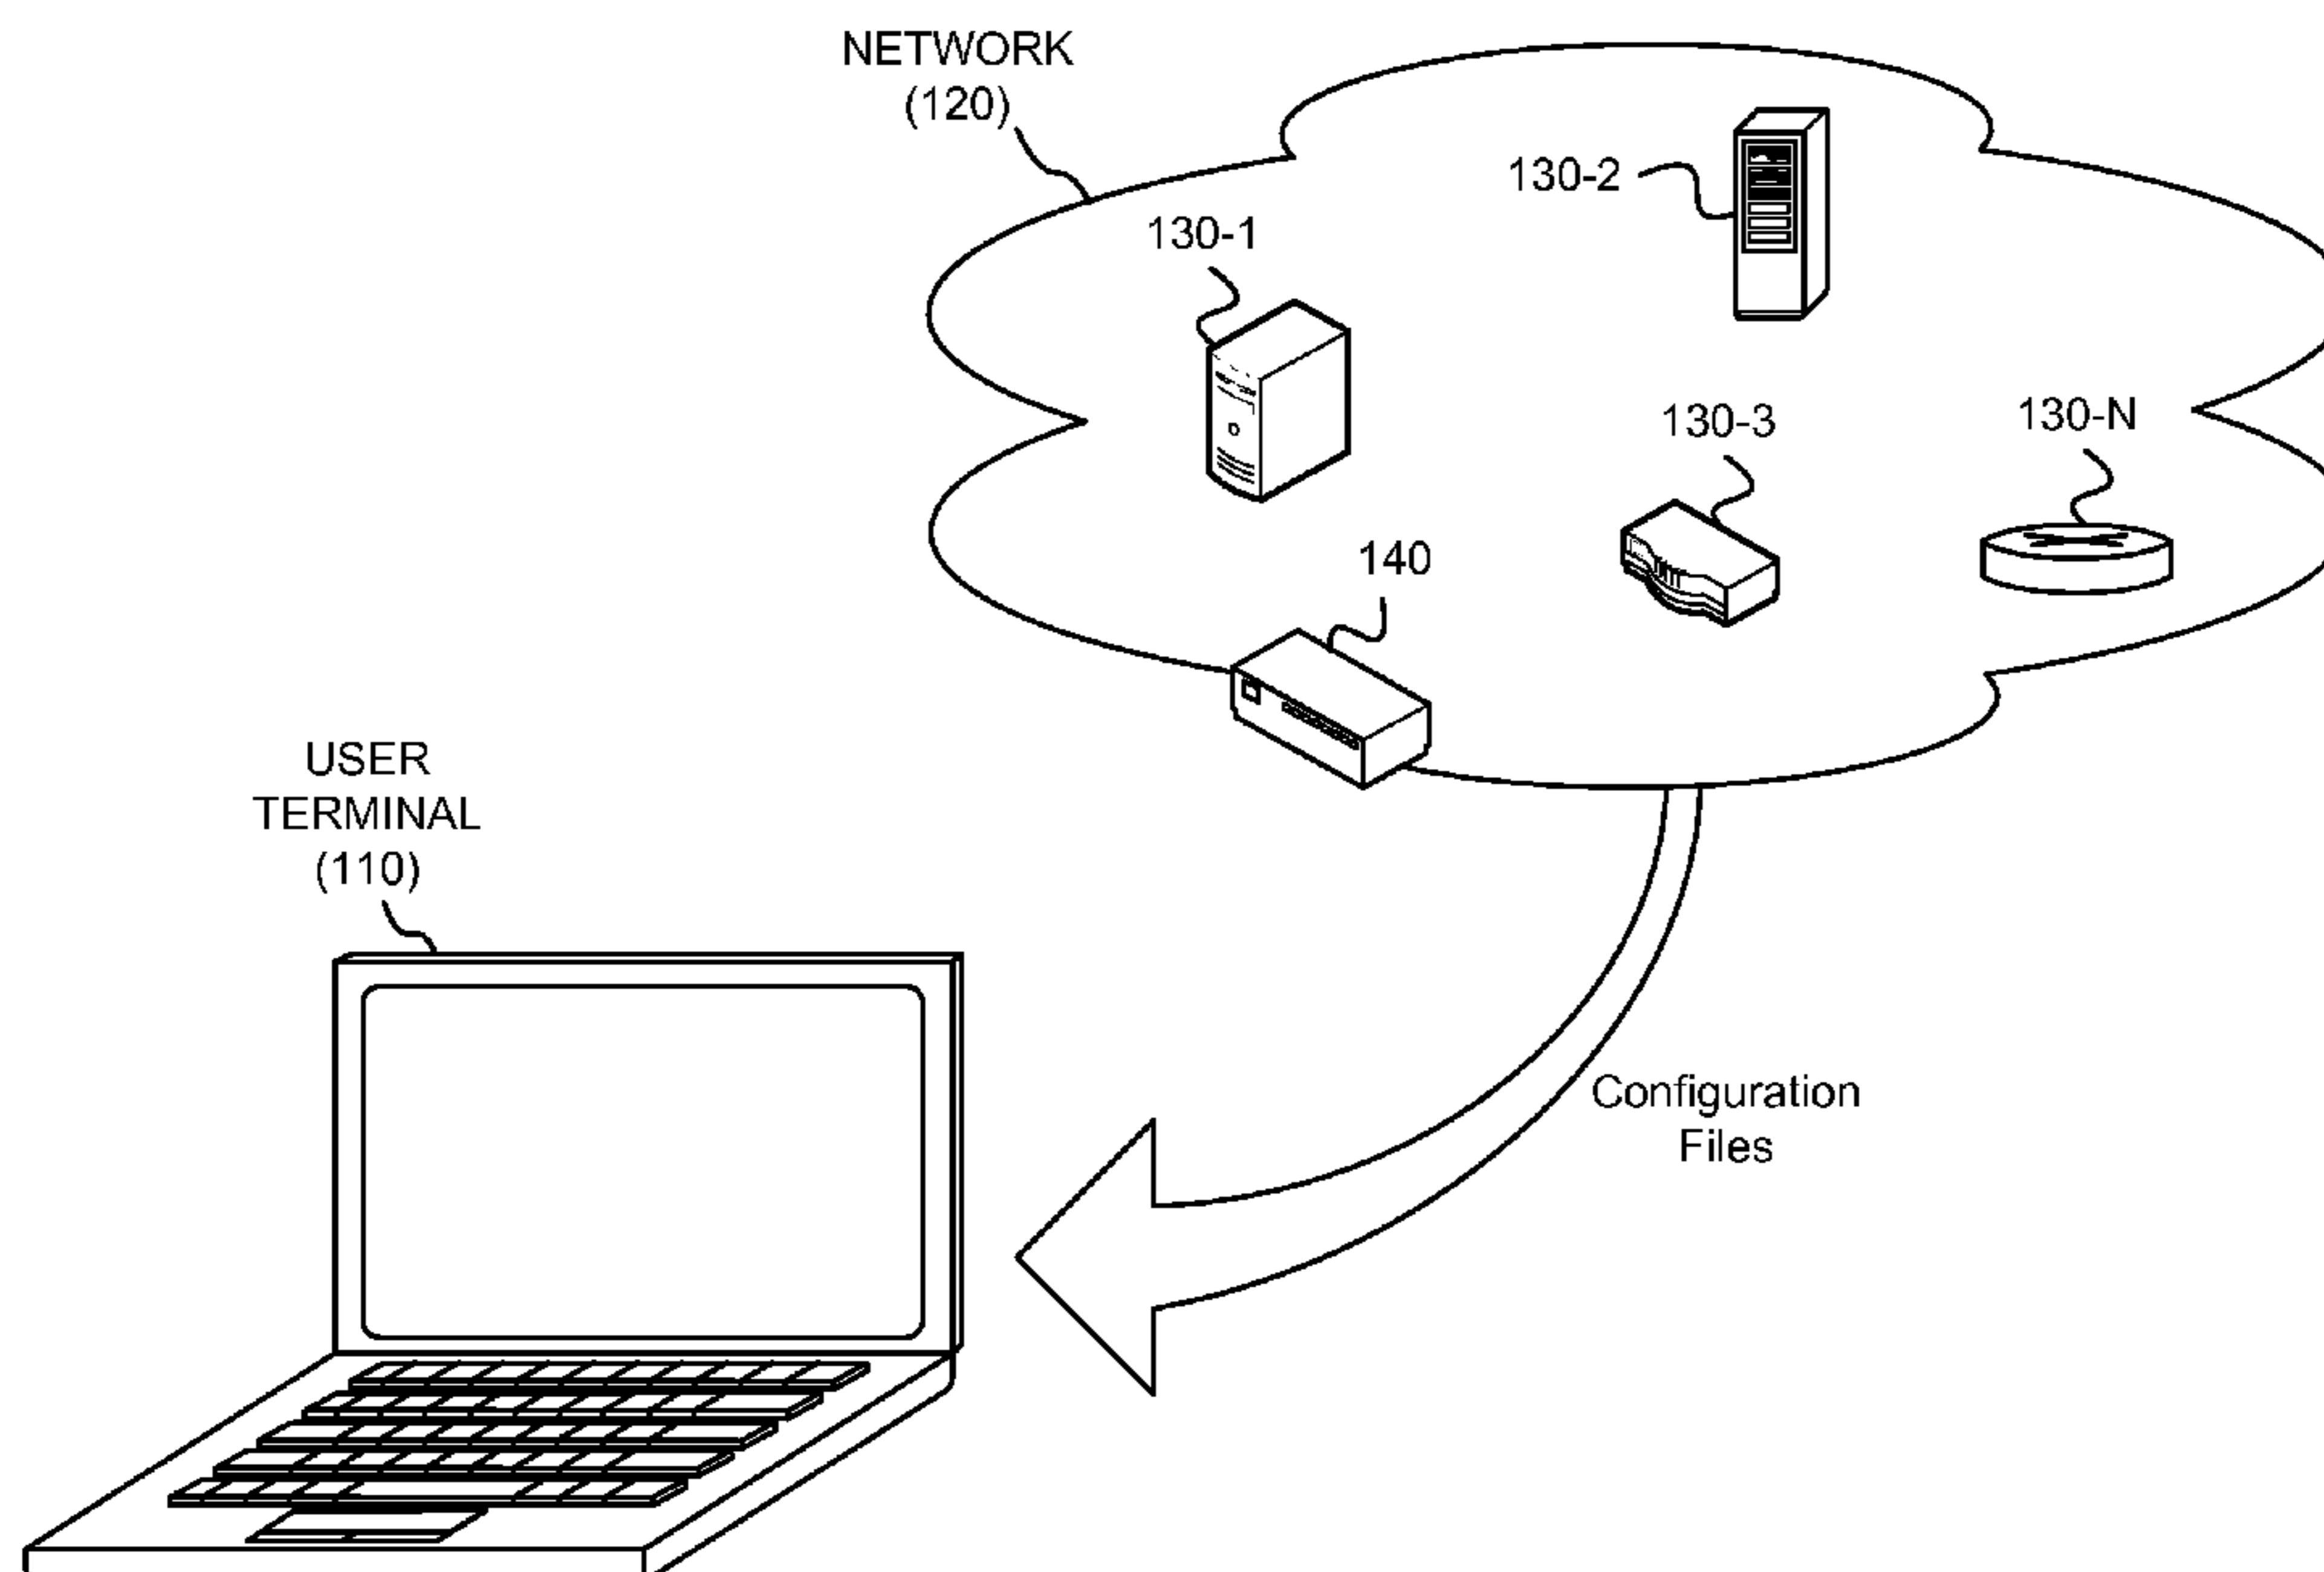 NETWORK
(120)
130-2
130-1
130-3
130-N
140
USER
TERMINAL
(110)
Configuration
Files